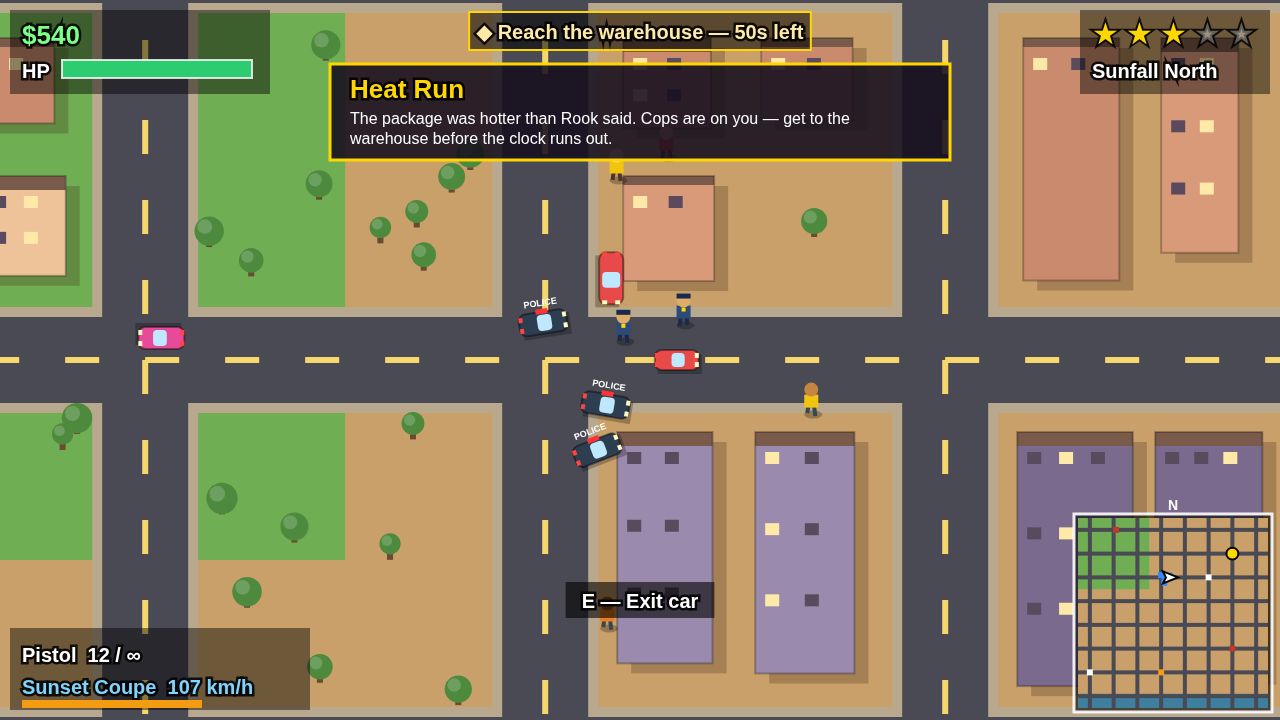 $540
HP
◆ Reach the warehouse — 50s left
Sunfall North
Heat Run
The package was hotter than Rook said. Cops are on you — get to the
warehouse before the clock runs out.
POLICE
POLICE
POLICE
E — Exit car
N
Pistol 12 / ∞
Sunset Coupe 107 km/h